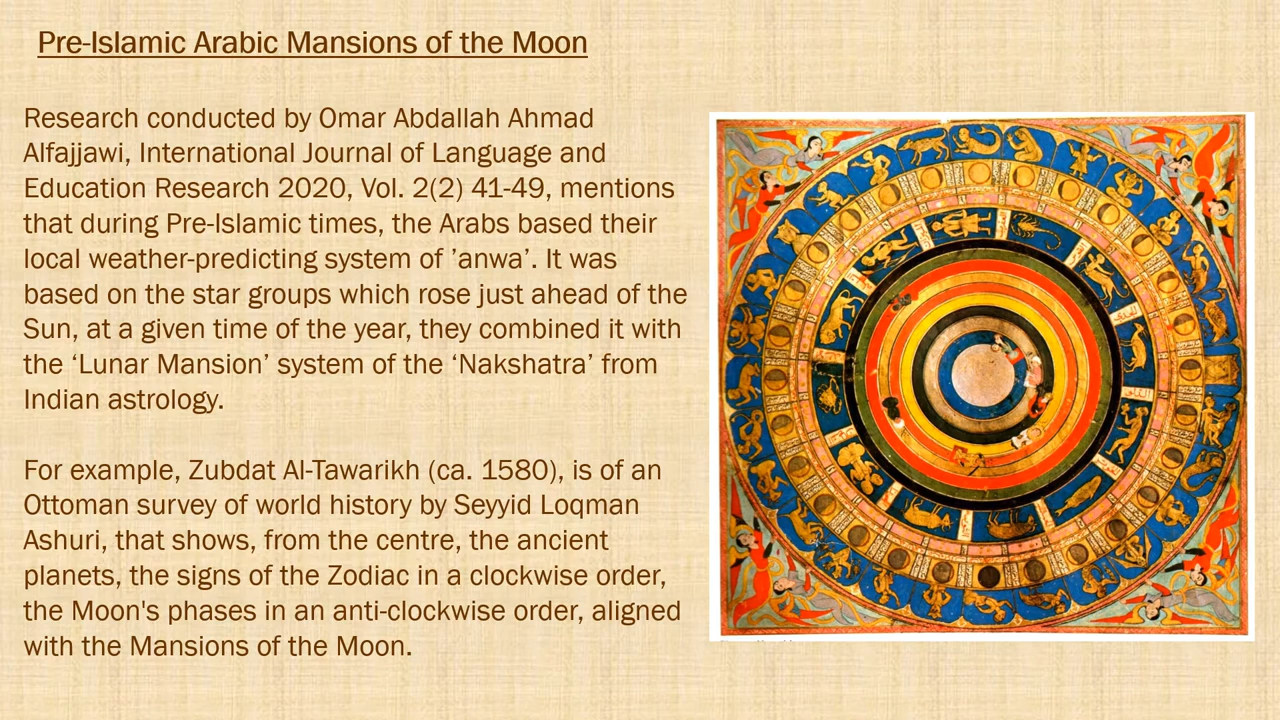 Pre-Islamic Arabic Mansions of the Moon
Research conducted by Omar Abdallah Ahmad
Alfajjawi, International Journal of Language and
Education Research 2020, Vol. 2(2) 41-49, mentions
that during Pre-Islamic times, the Arabs based their
local weather-predicting system of ’anwa’. It was
based on the star groups which rose just ahead of the
Sun, at a given time of the year, they combined it with
the ‘Lunar Mansion’ system of the ‘Nakshatra’ from
Indian astrology.
For example, Zubdat Al-Tawarikh (ca. 1580), is of an
Ottoman survey of world history by Seyyid Loqman
Ashuri, that shows, from the centre, the ancient
planets, the signs of the Zodiac in a clockwise order,
the Moon's phases in an anti-clockwise order, aligned
with the Mansions of the Moon.